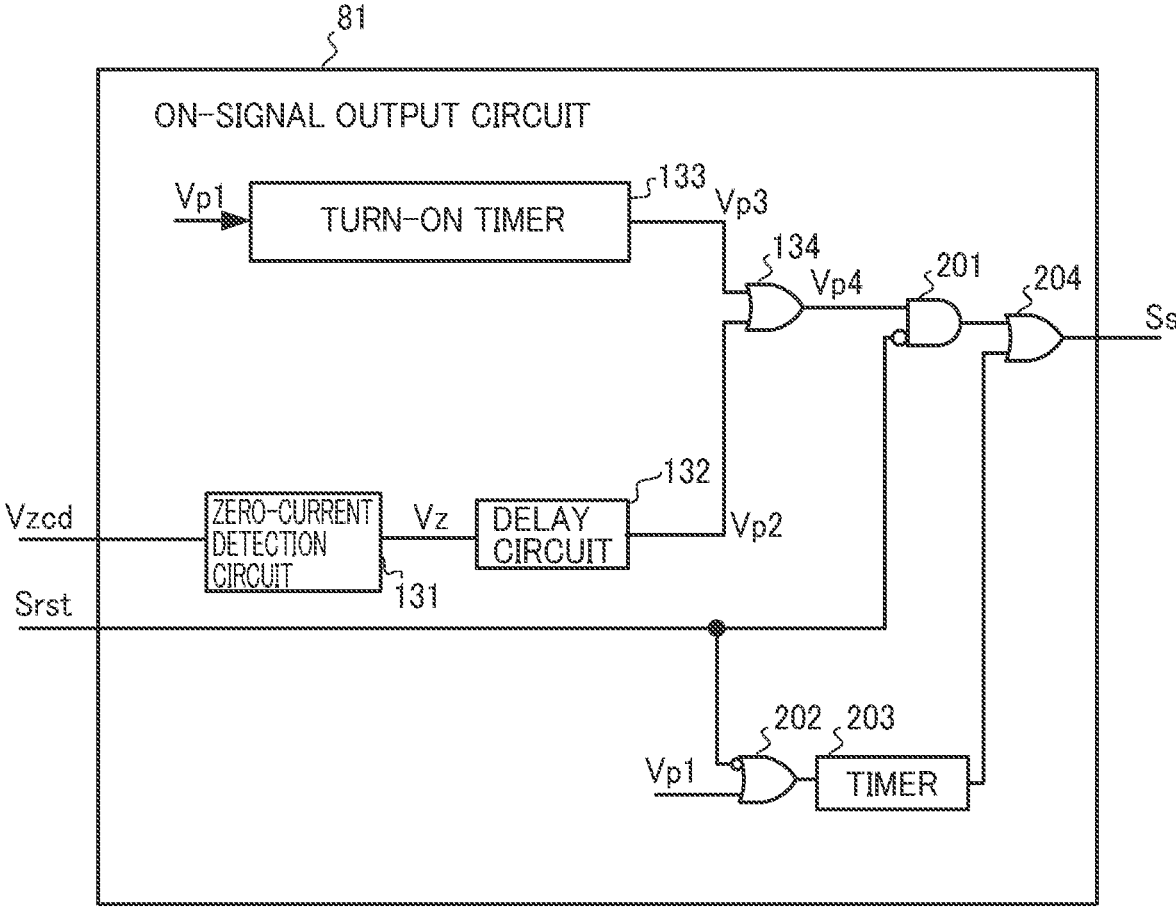 81
ON-SIGNAL OUTPUT CIRCUIT
Vp1
133
TURN-ON TIMER
Vp3
134
Vp4
201
204
Ss
Vzcd
ZERO-CURRENT
DETECTION
CIRCUIT
131
Vz
132
DELAY
CIRCUIT
Vp2
Srst
202
203
Vp1
TIMER